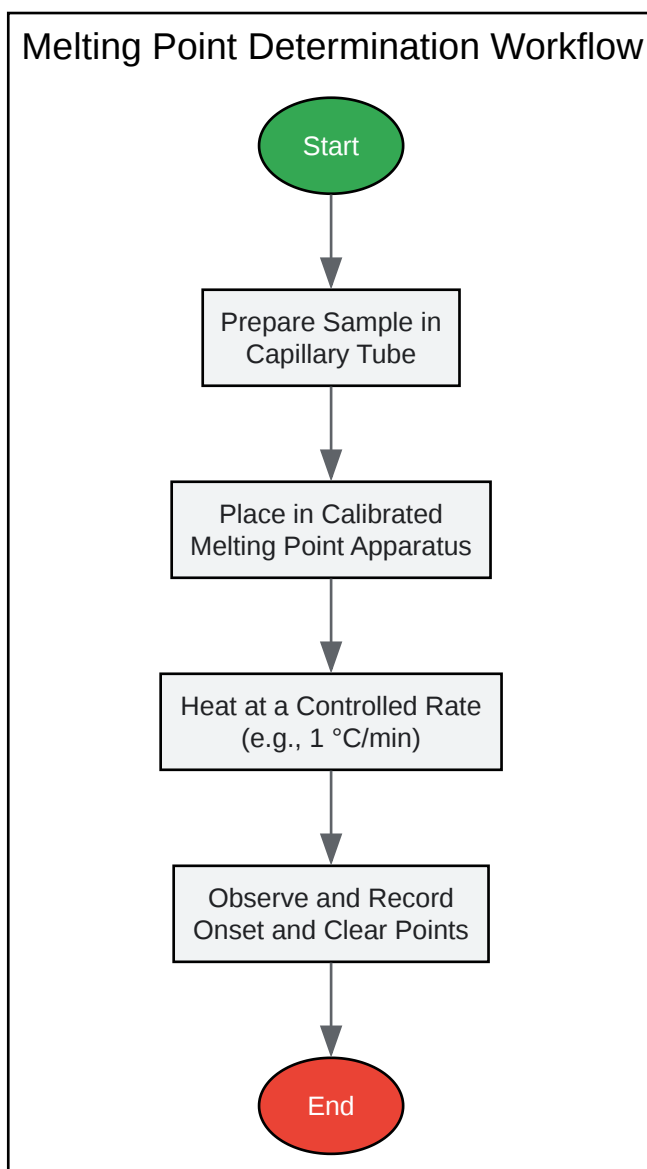 Melting Point Determination Workflow
Start
Prepare Sample in
Capillary Tube
Place in Calibrated
Melting Point Apparatus
Heat at a Controlled Rate
(e.g., 1 °C/min)
Observe and Record
Onset and Clear Points
End